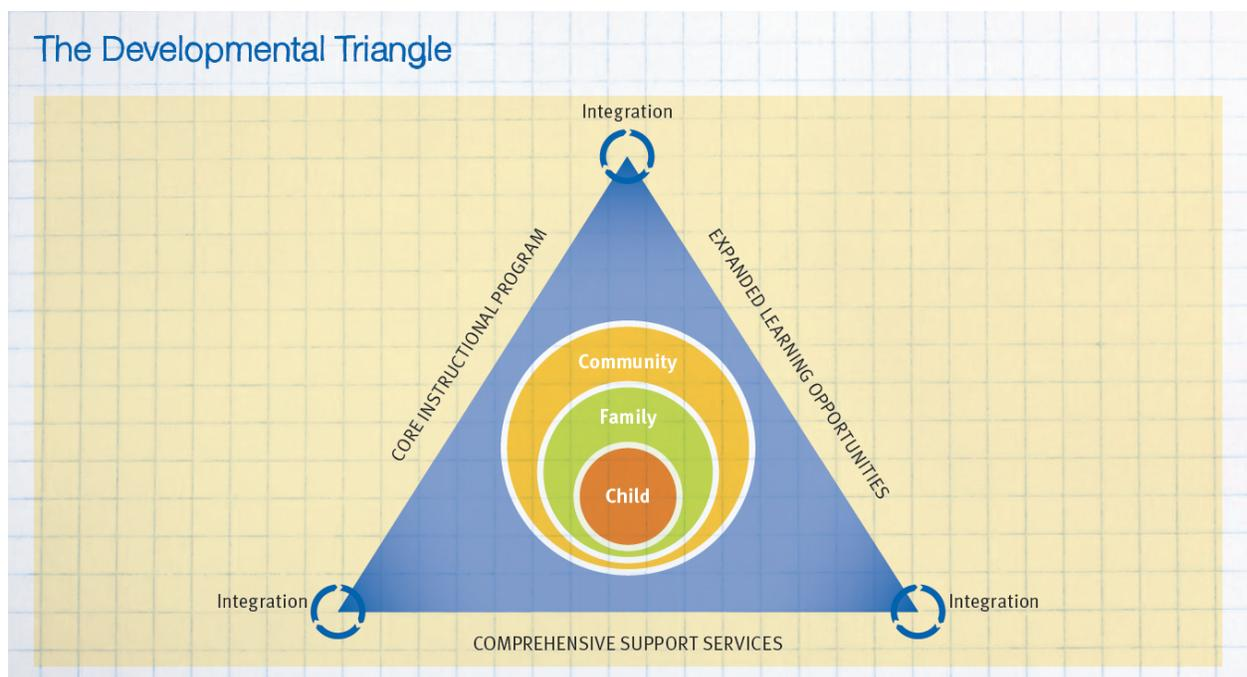 The Developmental Triangle
Integration
CORE INSTRUCTIONAL PROGRAM
EXPANDED LEARNING OPPORTUNITIES
Community
Family
Child
Integration
Integration
COMPREHENSIVE SUPPORT SERVICES